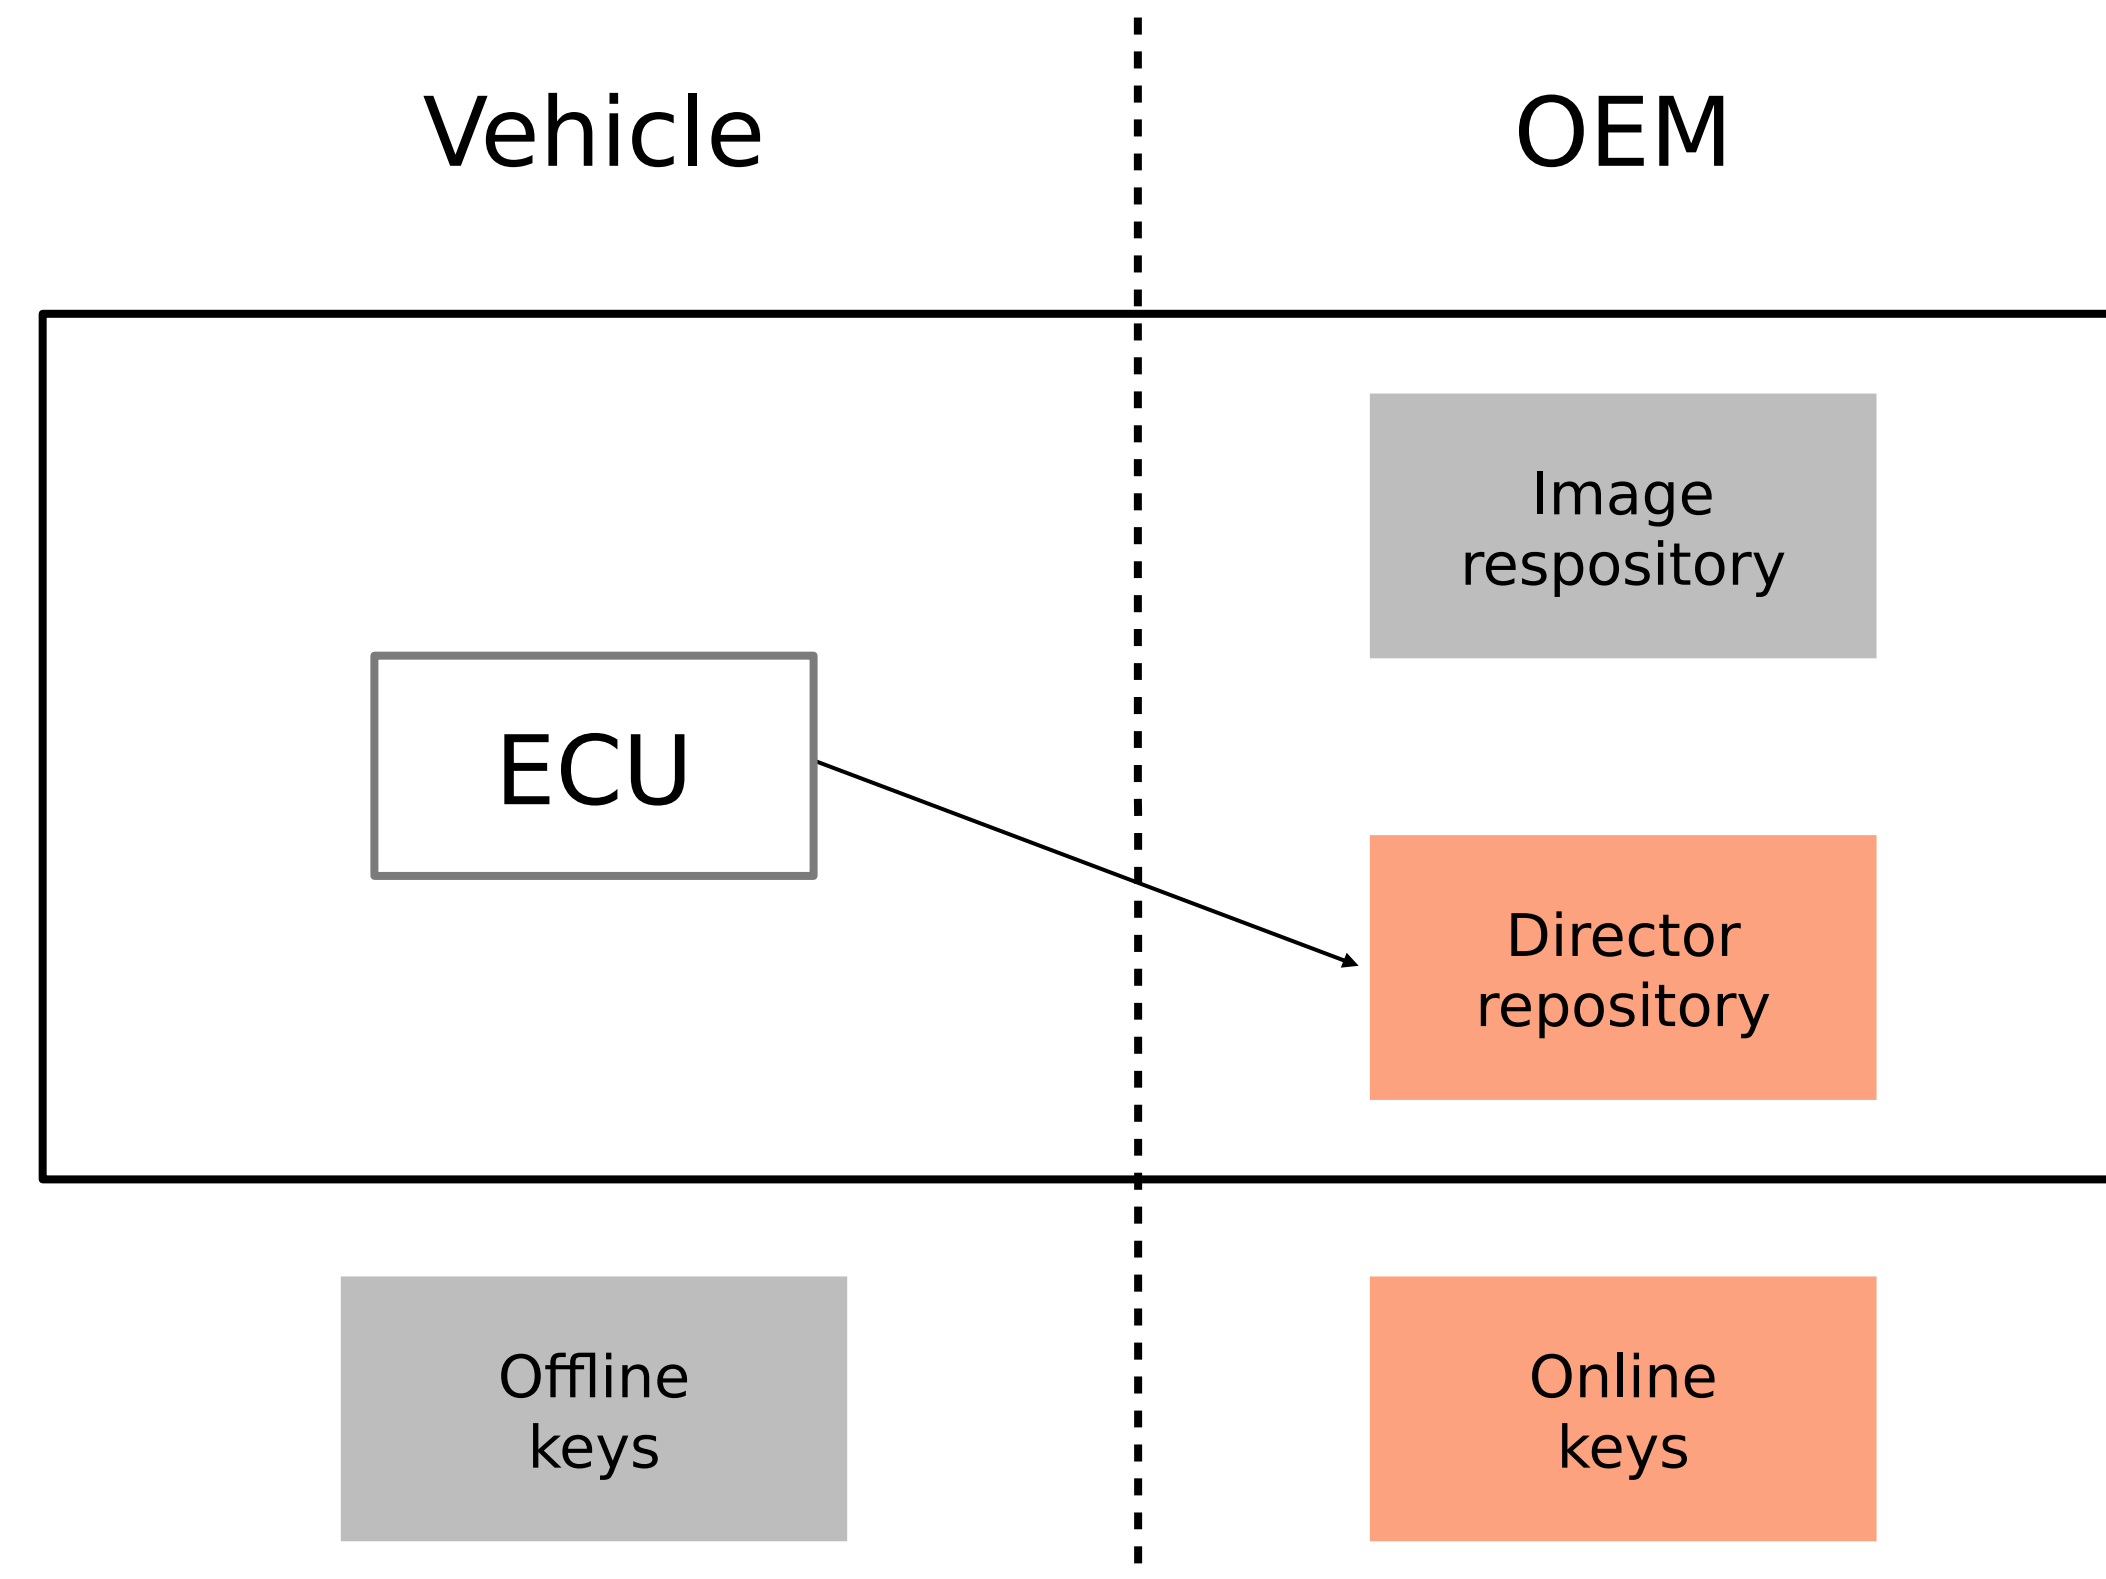 Vehicle
OEM
Image
respository
ECU
Director
repository
Offline
keys
Online
keys